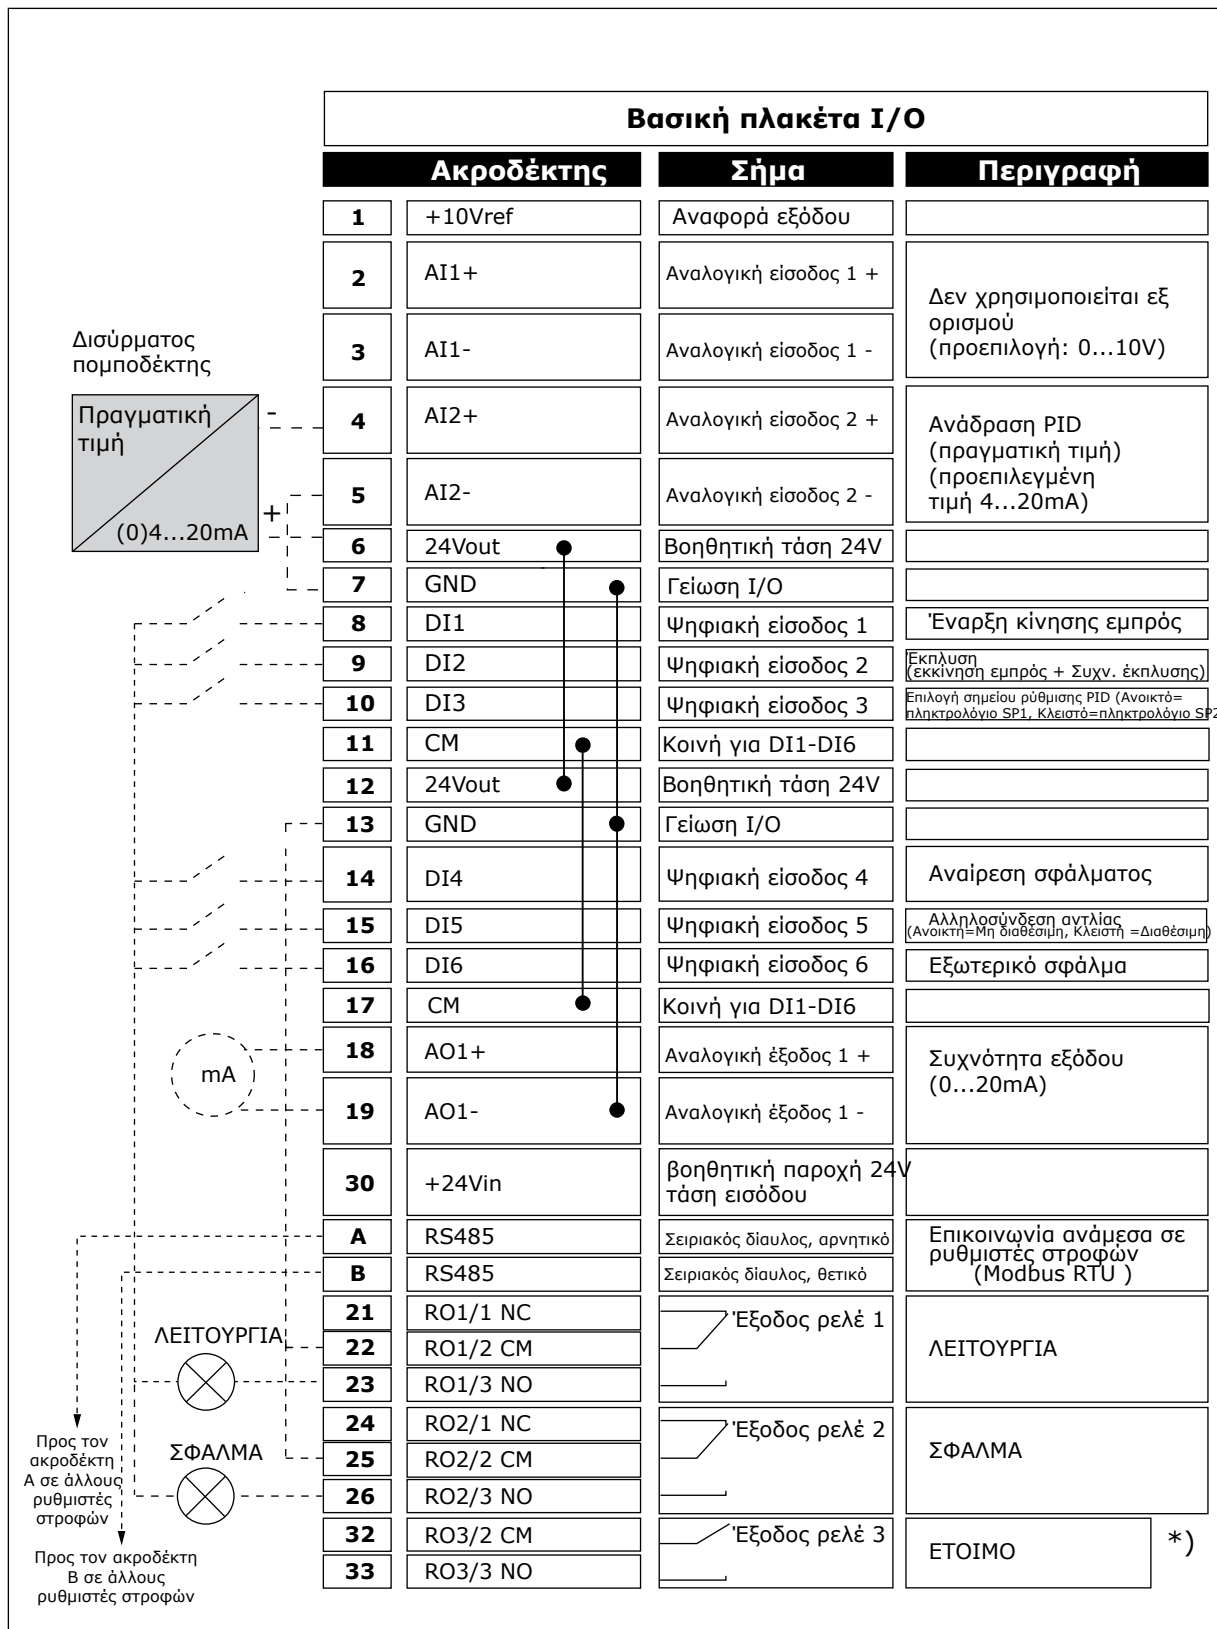 Βασική πλακέτα I/O
Ακροδέκτης Σήμα Περιγραφή
1 +10Vref Αναφορά εξόδου
2 AI1+ Αναλογική είσοδος 1 +
Δεν χρησιμοποιείται εξ
ορισμού
(προεπιλογή: 0...10V)
3 AI1- Αναλογική είσοδος 1 -
Δισύρματος
πομποδέκτης
Πραγματική
τιμή
(0)4...20mA
-
+
4 AI2+ Αναλογική είσοδος 2 +
Ανάδραση PID
(πραγματική τιμή)
(προεπιλεγμένη
τιμή 4...20mA)
5 AI2- Αναλογική είσοδος 2 -
6 24Vout Βοηθητική τάση 24V
7 GND Γείωση I/O
8 DI1 Ψηφιακή είσοδος 1 Έναρξη κίνησης εμπρός
9 DI2 Ψηφιακή είσοδος 2
Έκπλυση
(εκκίνηση εμπρός + Συχν. έκπλυσης)
10 DI3 Ψηφιακή είσοδος 3
Επιλογή σημείου ρύθμισης PID (Ανοικτό=
πληκτρολόγιο SP1, Κλειστό=πληκτρολόγιο SP2
11 CM Κοινή για DI1-DI6
12 24Vout Βοηθητική τάση 24V
13 GND Γείωση I/O
14 DI4 Ψηφιακή είσοδος 4 Αναίρεση σφάλματος
15 DI5 Ψηφιακή είσοδος 5
Αλληλοσύνδεση αντλίας
(Ανοικτή=Μη διαθέσιμη, Κλειστή =Διαθέσιμη)
16 DI6 Ψηφιακή είσοδος 6 Εξωτερικό σφάλμα
17 CM Κοινή για DI1-DI6
18 AO1+ Αναλογική έξοδος 1 +
Συχνότητα εξόδου
(0...20mA)
mA
19 AO1- Αναλογική έξοδος 1 -
30 +24Vin
βοηθητική παροχή 24V
τάση εισόδου
A RS485 Σειριακός δίαυλος, αρνητικό
Επικοινωνία ανάμεσα σε
ρυθμιστές στροφών
(Modbus RTU )
B RS485 Σειριακός δίαυλος, θετικό
21 RO1/1 NC Έξοδος ρελέ 1
22 RO1/2 CM ΛΕΙΤΟΥΡΓΙΑ
23 RO1/3 NO
ΛΕΙΤΟΥΡΓΙΑ
24 RO2/1 NC Έξοδος ρελέ 2
25 RO2/2 CM ΣΦΑΛΜΑ
26 RO2/3 NO
ΣΦΑΛΜΑ
32 RO3/2 CM Έξοδος ρελέ 3
33 RO3/3 NO
ΕΤΟΙΜΟ
*)
Προς τον
ακροδέκτη
A σε άλλους
ρυθμιστές
στροφών
Προς τον ακροδέκτη
B σε άλλους
ρυθμιστές στροφών